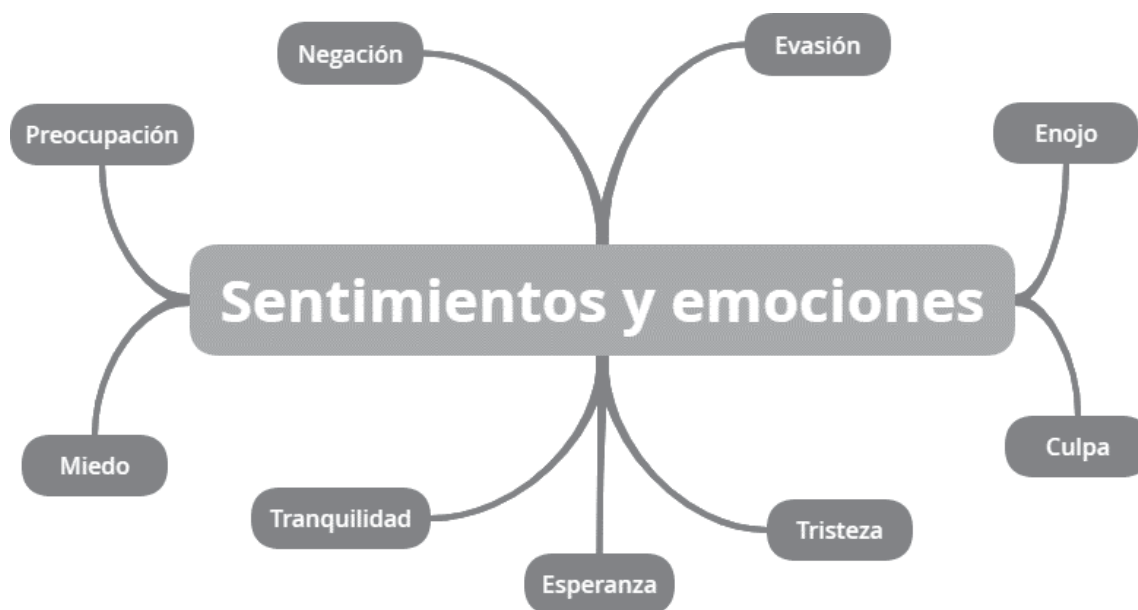 Negación
Evasión
Preocupación
Enojo
Sentimientos y emociones
Miedo
Culpa
Tranquilidad
Tristeza
Esperanza